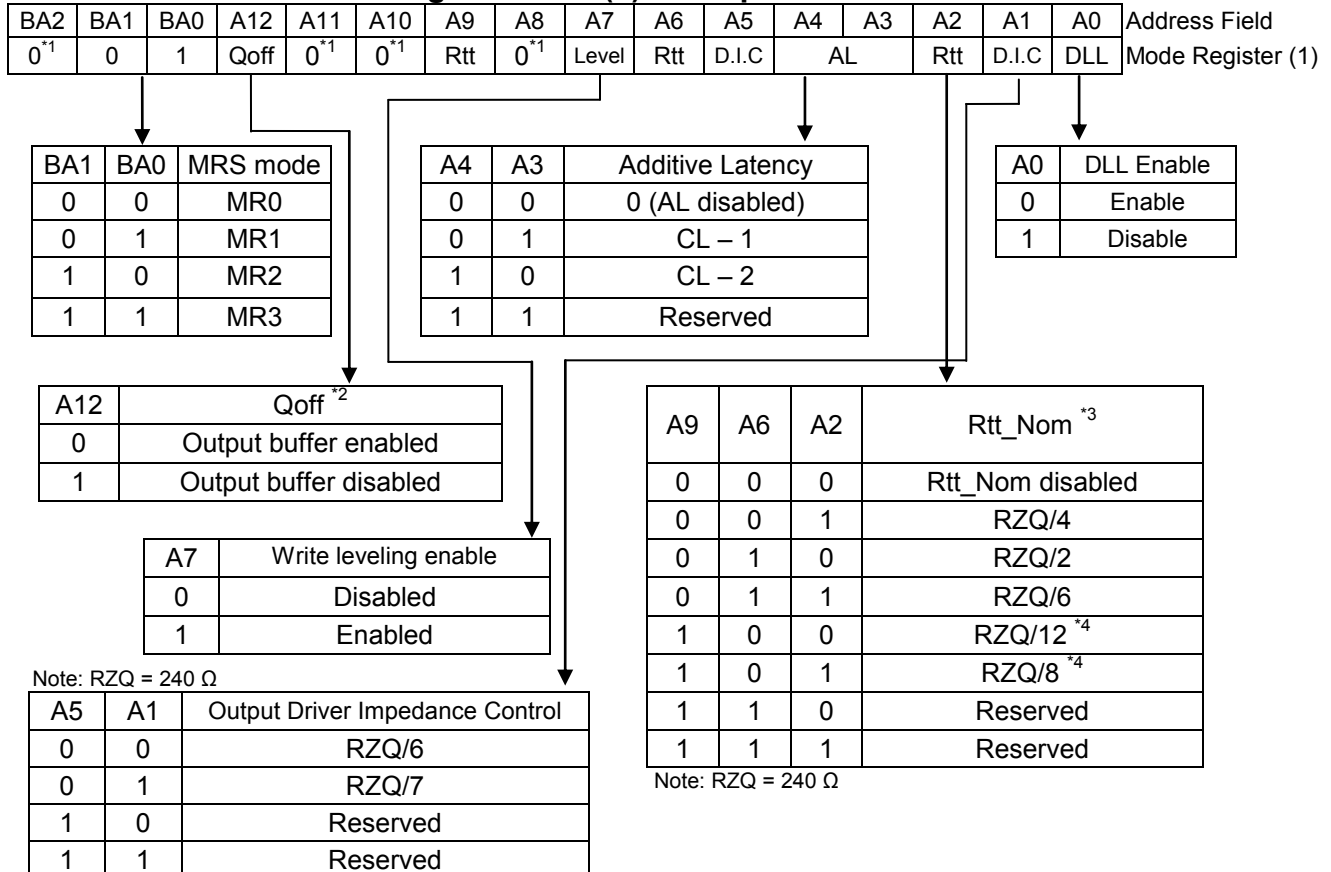 BA2 BA1 BA0 A12 A11 A10 A9 A8 A7 A6 A5 A4 A3 A2 A1 A0 Address Field
0*1 0 1 Qoff 0*1 0*1 Rtt 0*1 Level Rtt D.I.C AL Rtt D.I.C DLL Mode Register (1)
BA1 BA0 MRS mode
0 0 MR0
0 1 MR1
1 0 MR2
1 1 MR3
A4 A3 Additive Latency
0 0 0 (AL disabled)
0 1 CL – 1
1 0 CL – 2
1 1 Reserved
A0 DLL Enable
0 Enable
1 Disable
A12 Qoff *2
0 Output buffer enabled
1 Output buffer disabled
A7 Write leveling enable
0 Disabled
1 Enabled
Note: RZQ = 240 Ω
A5 A1 Output Driver Impedance Control
0 0 RZQ/6
0 1 RZQ/7
1 0 Reserved
1 1 Reserved
A9 A6 A2 Rtt_Nom *3
0 0 0 Rtt_Nom disabled
0 0 1 RZQ/4
0 1 0 RZQ/2
0 1 1 RZQ/6
1 0 0 RZQ/12 *4
1 0 1 RZQ/8 *4
1 1 0 Reserved
1 1 1 Reserved
Note: RZQ = 240 Ω